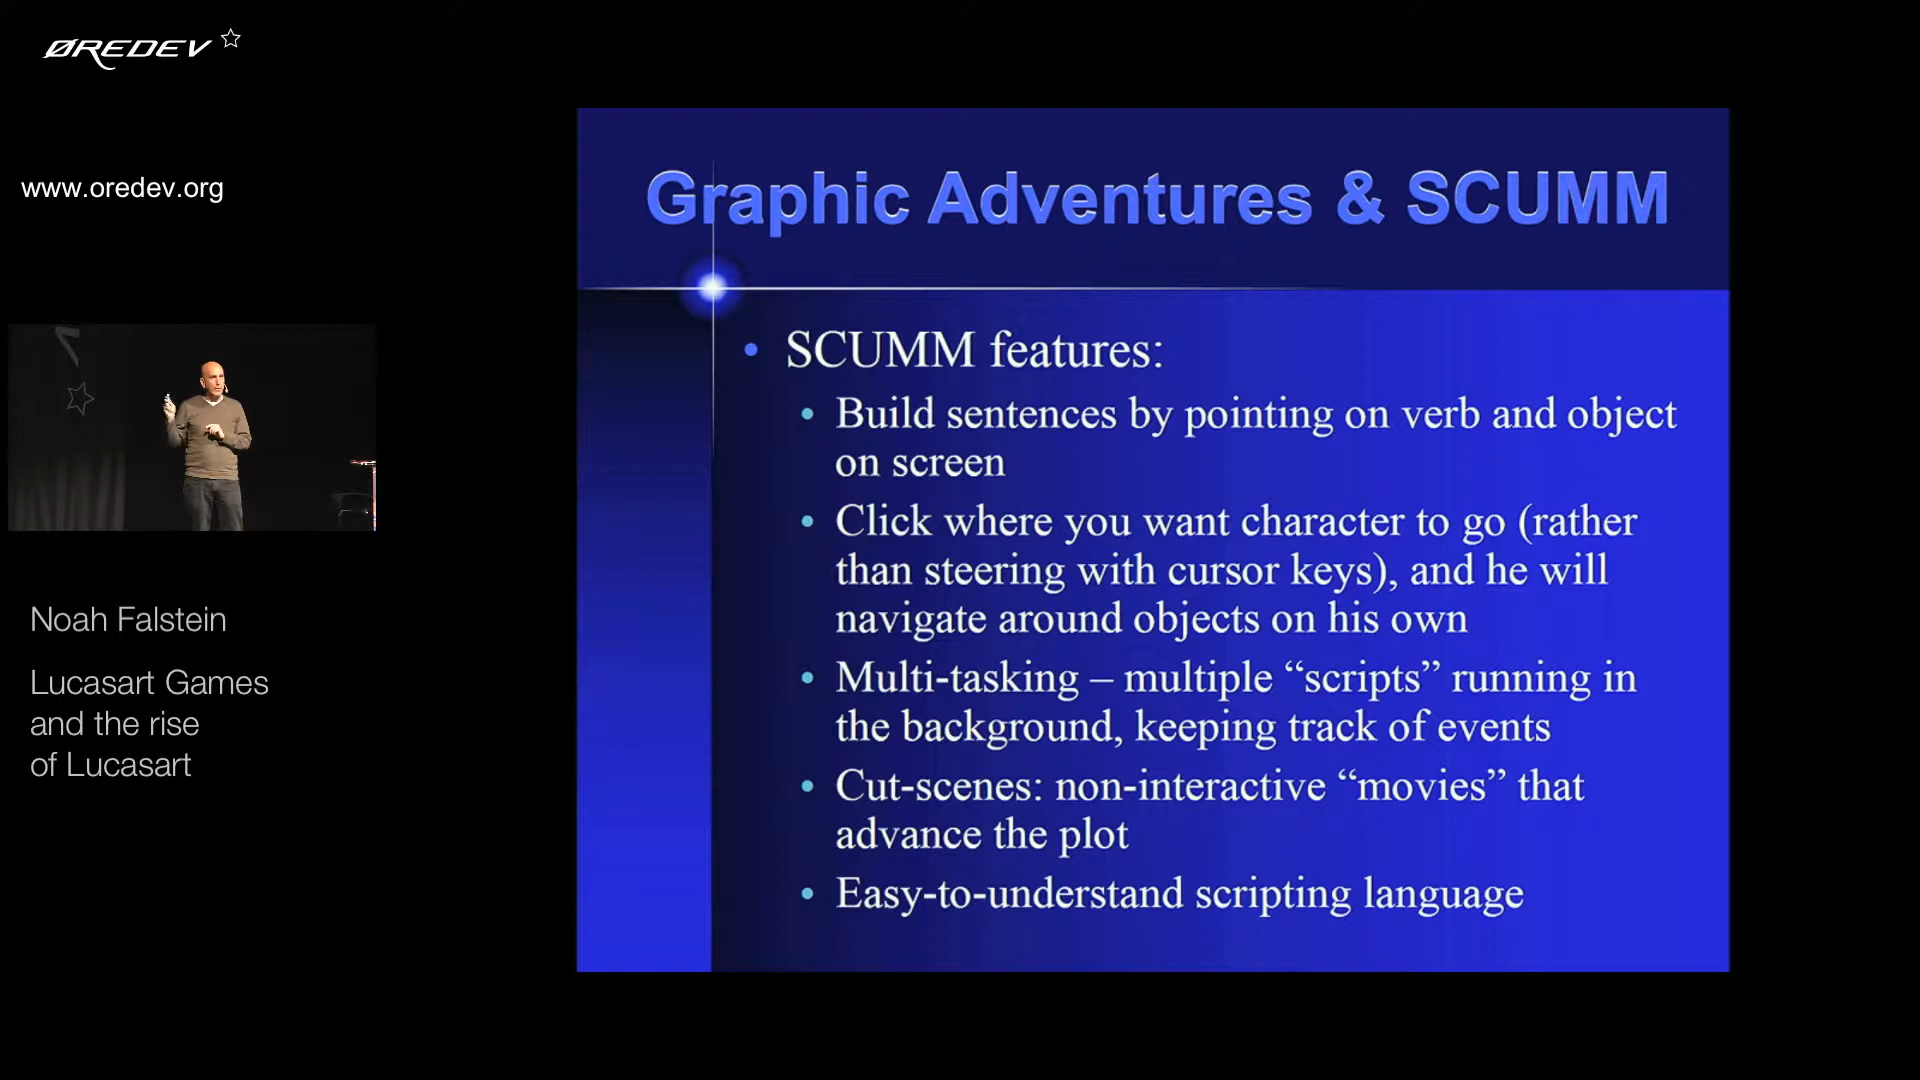 ØREDEV
www.oredev.org
Noah Falstein
Lucasart Games
and the rise
of Lucasart
Graphic Adventures & SCUMM
• SCUMM features:
• Build sentences by pointing on verb and object
on screen
• Click where you want character to go (rather
than steering with cursor keys), and he will
navigate around objects on his own
• Multi-tasking – multiple “scripts” running in
the background, keeping track of events
• Cut-scenes: non-interactive “movies” that
advance the plot
• Easy-to-understand scripting language